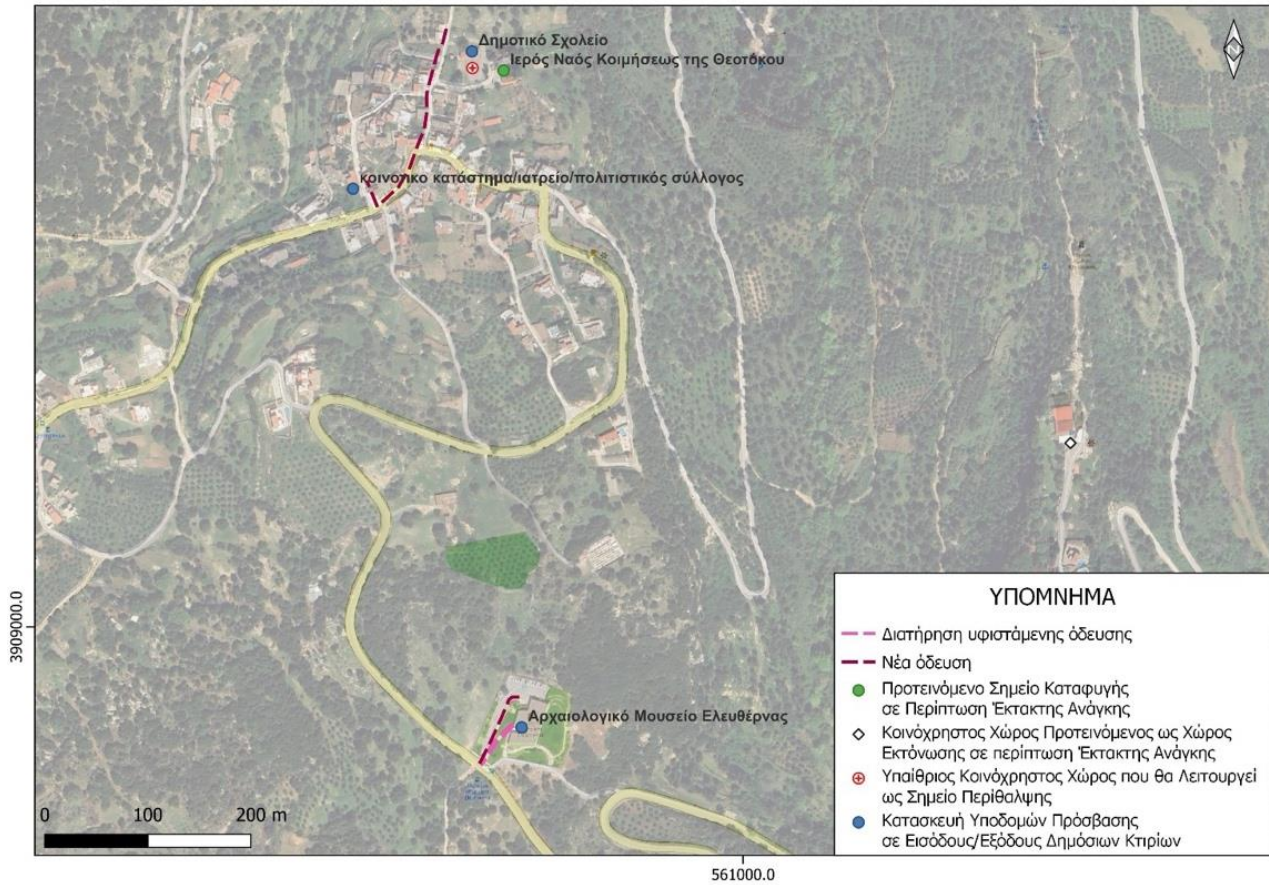 Δημοτικό Σχολείο
Ιερός Ναός Κοιμήσεως της Θεοτόκου
N
κοινοτικο κατάστημα/ιατρείο/πολιτιστικός σύλλογος
Αρχαιολογικό Μουσείο Ελευθέρνας
3909000.0
561000.0
0 100 200 m
ΥΠΟΜΝΗΜΑ
Διατήρηση υφιστάμενης όδευσης
Νέα όδευση
Προτεινόμενο Σημείο Καταφυγής
σε Περίπτωση Έκτακτης Ανάγκης
Κοινόχρηστος Χώρος Προτεινόμενος ως Χώρος
Εκτόνωσης σε περίπτωση Έκτακτης Ανάγκης
Υπαίθριος Κοινόχρηστος Χώρος που θα Λειτουργεί
ως Σημείο Περίθαλψης
Κατασκευή Υποδομών Πρόσβασης
σε Εισόδους/Εξόδους Δημόσιων Κτιρίων